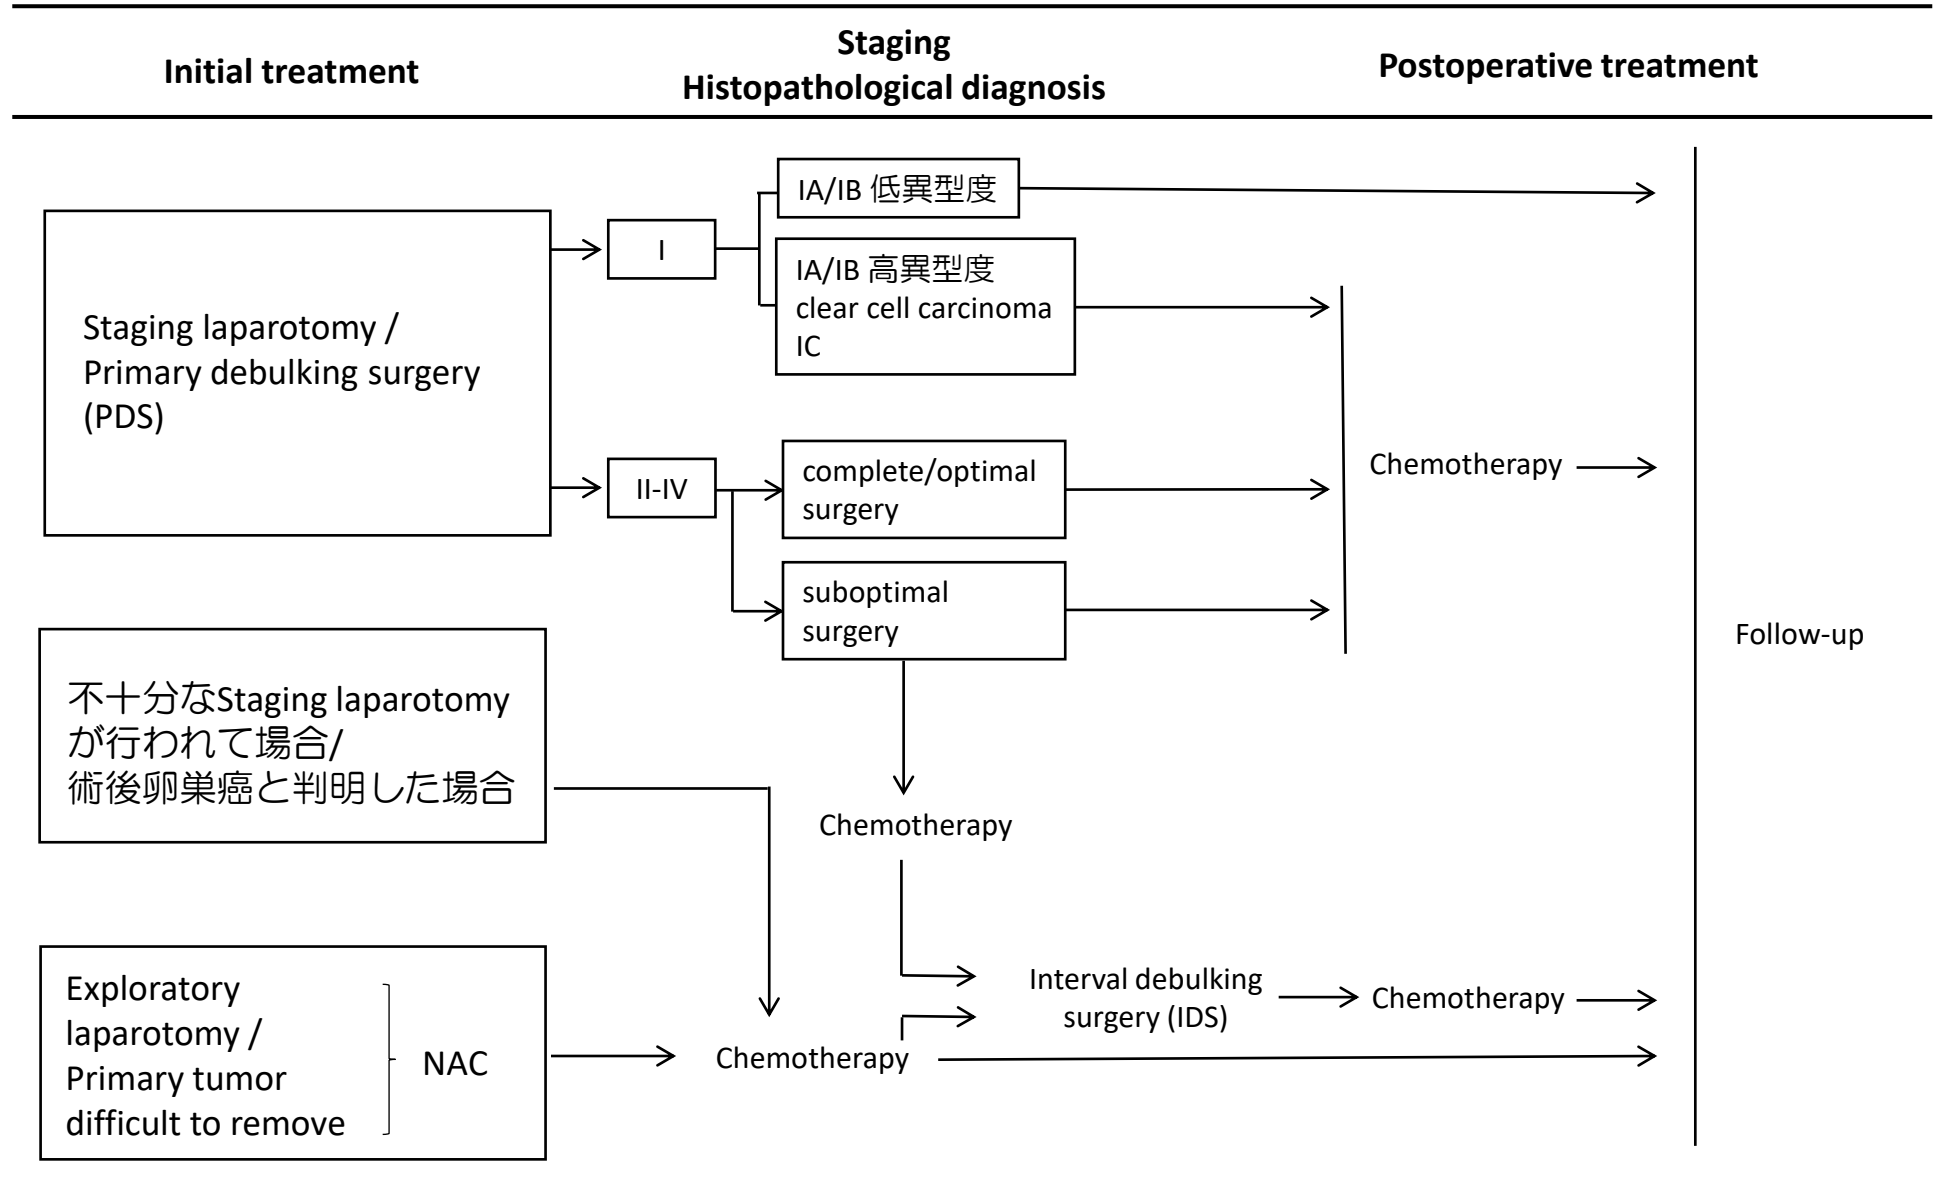 Initial treatment
Staging
Histopathological diagnosis
Postoperative treatment
IA/IB 低異型度
I
IA/IB 高異型度
clear cell carcinoma
IC
Staging laparotomy /
Primary debulking surgery
(PDS)
II-IV
complete/optimal
surgery
Chemotherapy
suboptimal
surgery
Follow-up
不十分なStaging laparotomy
が行われて場合/
術後卵巣癌と判明した場合
Chemotherapy
Exploratory
laparotomy /
Primary tumor
difficult to remove
NAC
Chemotherapy
Interval debulking
surgery (IDS)
Chemotherapy